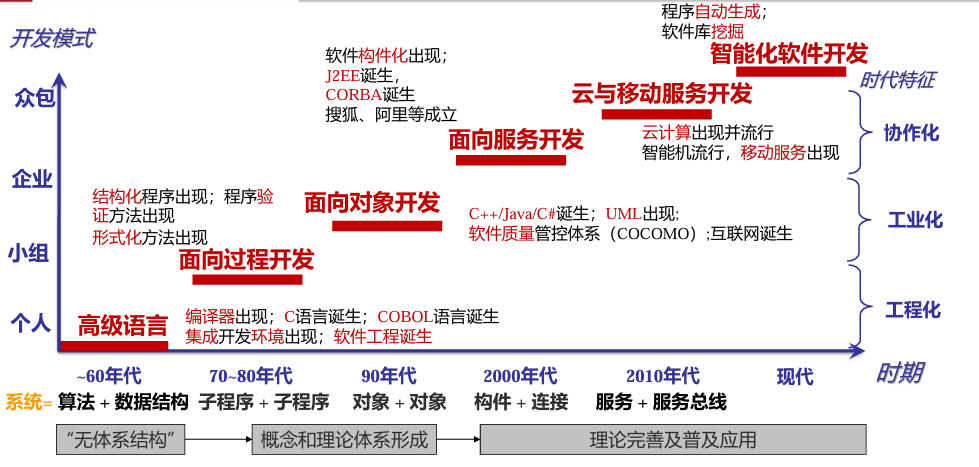 程序自动生成；
软件库挖掘
开发模式
智能化软件开发
软件构件化出现；
J2EE诞生，
CORBA诞生
搜狐、阿里等成立
时代特征
众包
云与移动服务开发
面向服务开发
云计算出现并流行
智能机流行，移动服务出现
协作化
企业
结构化程序出现；程序验
证方法出现
形式化方法出现
面向对象开发
C++/Java/C#诞生；UML出现;
软件质量管控体系（COCOMO）;互联网诞生
工业化
小组
面向过程开发
个人
高级语言
编译器出现；C语言诞生；COBOL语言诞生
集成开发环境出现；软件工程诞生
工程化
~60年代 70~80年代 90年代 2000年代 2010年代 现代
时期
系统= 算法 + 数据结构 子程序 + 子程序 对象 + 对象 构件 + 连接 服务 + 服务总线
“无体系结构” 概念和理论体系形成 理论完善及普及应用